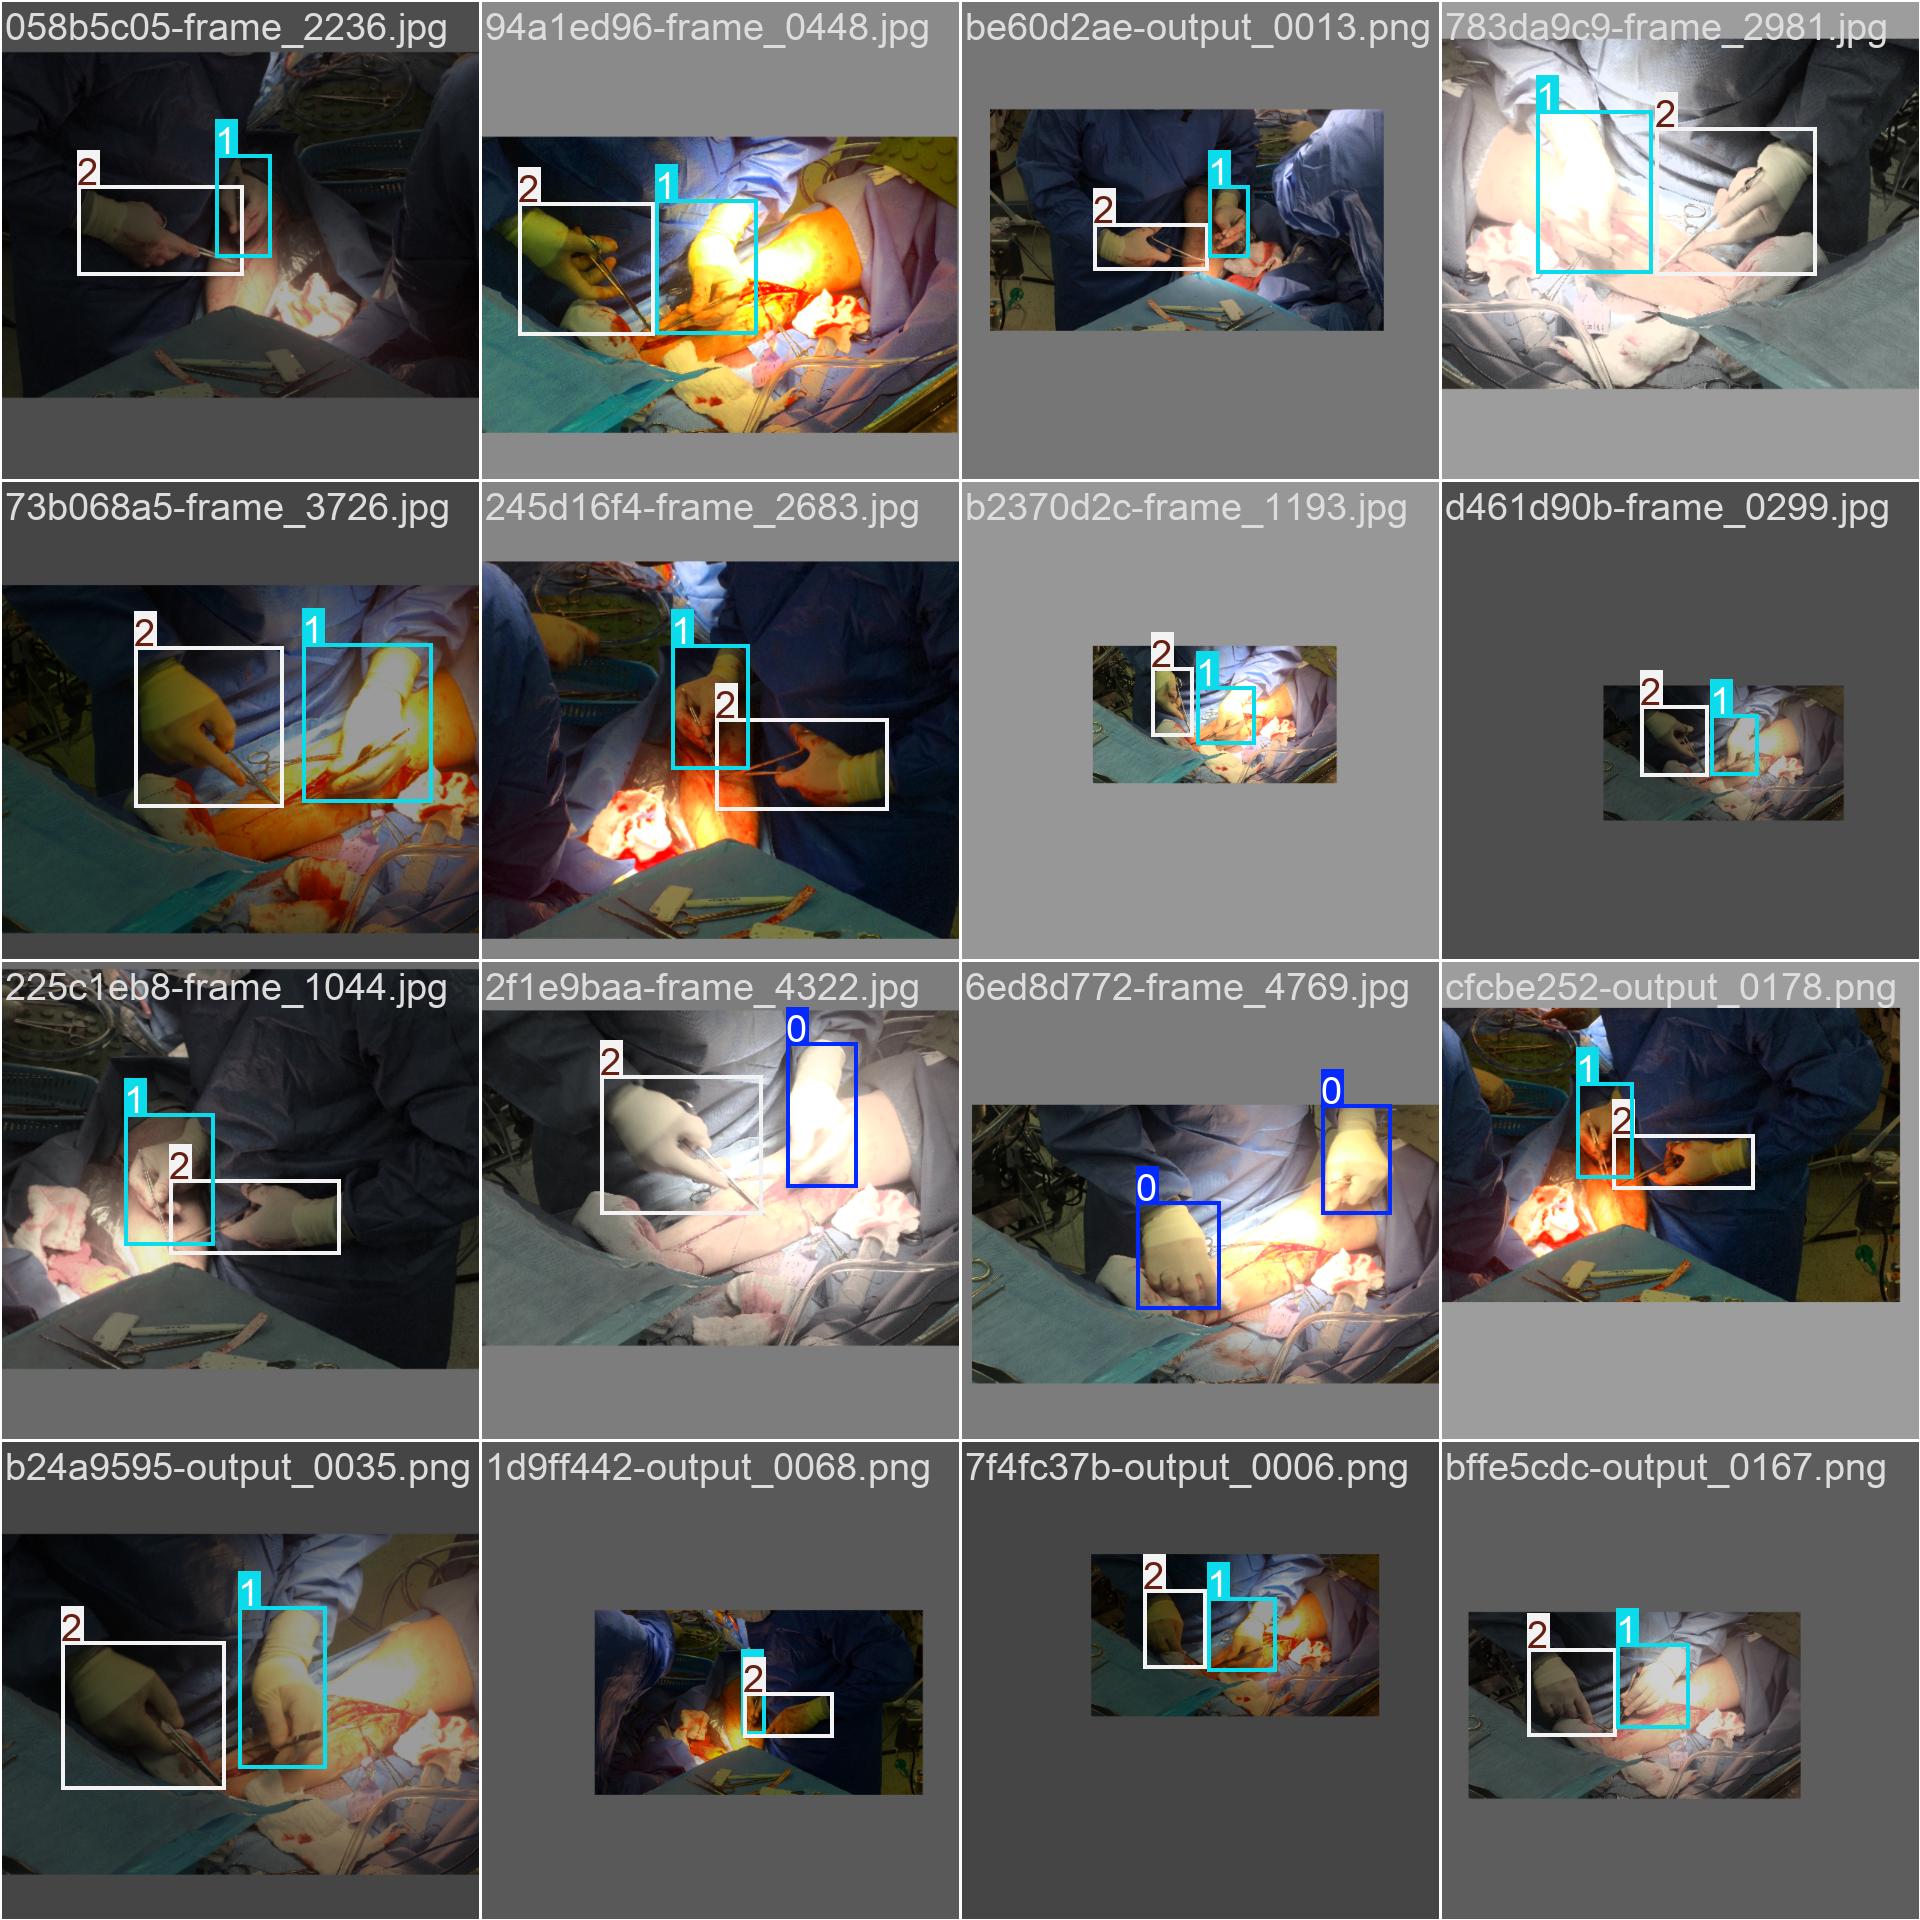 058b5c05-frame_2236.jpg
94a1ed96-frame_0448.jpg
be60d2ae-output_0013.png
783da9c9-frame_2981.jpg
2
1
2
1
2
1
1
2
73b068a5-frame_3726.jpg
245d16f4-frame_2683.jpg
b2370d2c-frame_1193.jpg
d461d90b-frame_0299.jpg
2
1
1
2
2
1
2
1
225c1eb8-frame_1044.jpg
2f1e9baa-frame_4322.jpg
6ed8d772-frame_4769.jpg
cfcbe252-output_0178.png
1
2
2
0
0
0
1
2
b24a9595-output_0035.png
1d9ff442-output_0068.png
7f4fc37b-output_0006.png
bffe5cdc-output_0167.png
2
1
2
2
1
2
1